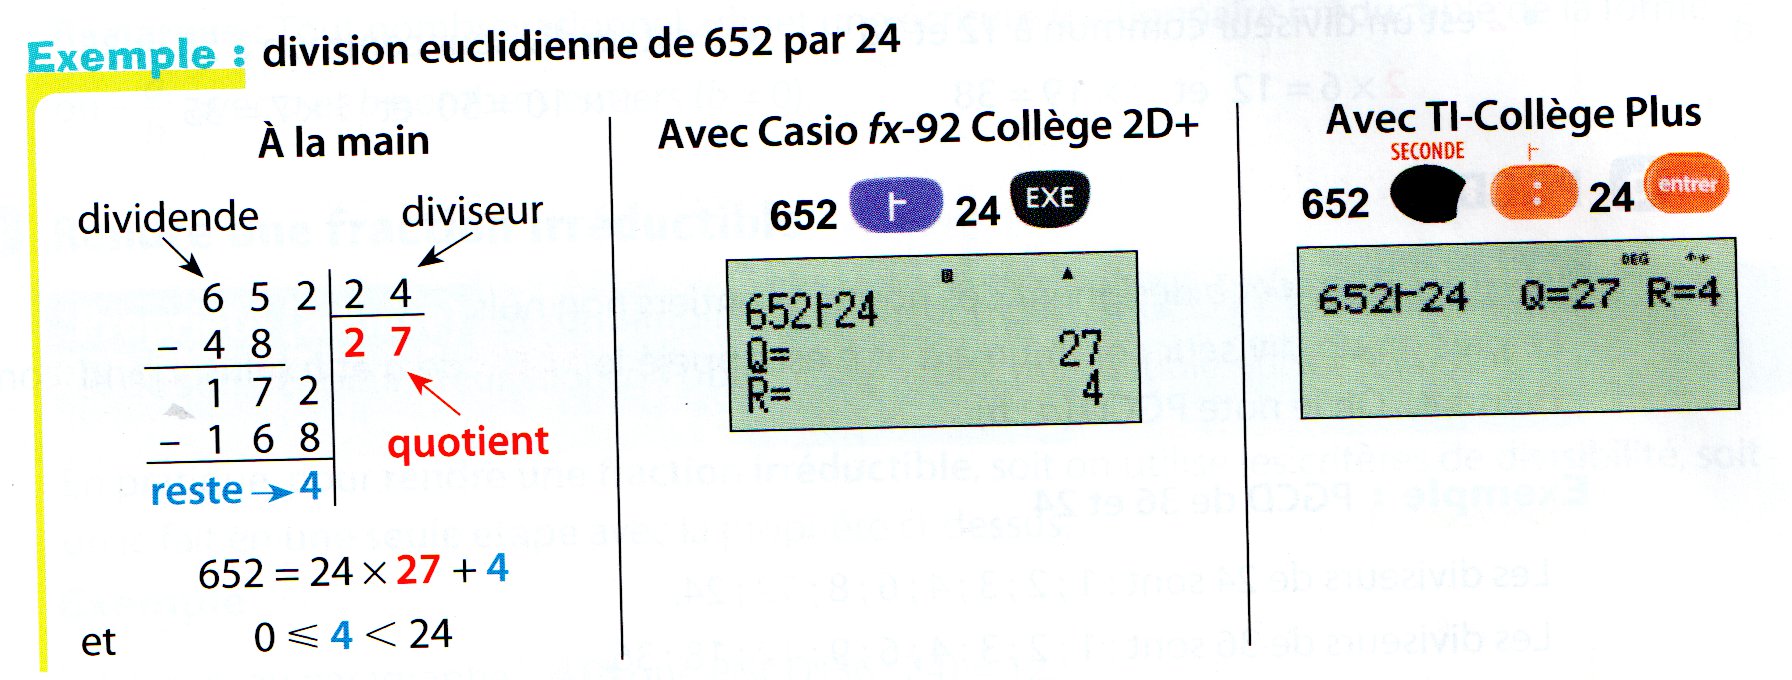 Exemple : division euclidienne de 652 par 24
À la main
dividende
diviseur
6 5 2 2 4
– 4 8 2 7
1 7 2
– 1 6 8
quotient
reste → 4
652 = 24 × 27 + 4
et 0 ⩽ 4 < 24
Avec Casio fx-92 Collège 2D+
652 ⊢ 24 EXE
652⊢24
Q= 27
R= 4
Avec TI-Collège Plus
SECONDE ⊢
652 : 24 entrer
DEG
652⊢24 Q=27 R=4